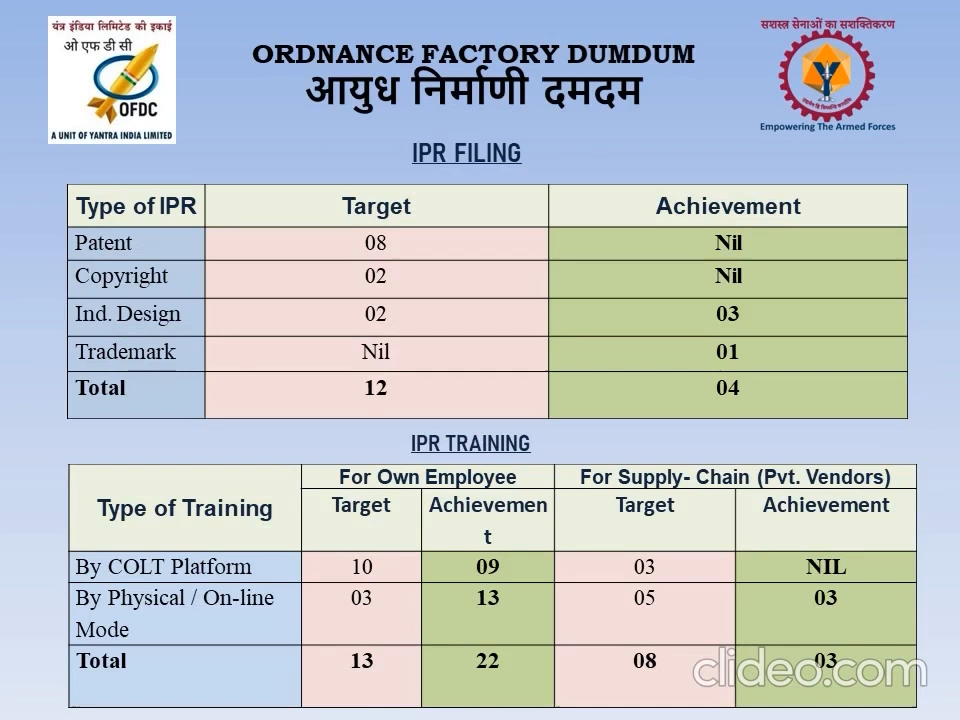 यंत्र इंडिया लिमिटेड की इकाई
ओ एफ डी सी
OFDC
A UNIT OF YANTRA INDIA LIMITED
ORDNANCE FACTORY DUMDUM
आयुध निर्माणी दमदम
सशस्त्र सेनाओं का सशक्तिकरण
Empowering The Armed Forces
IPR FILING
Type of IPR Target Achievement
Patent 08 Nil
Copyright 02 Nil
Ind. Design 02 03
Trademark Nil 01
Total 12 04
IPR TRAINING
Type of Training For Own Employee For Supply- Chain (Pvt. Vendors)
Target Achievemen Target Achievement
t
By COLT Platform 10 09 03 NIL
By Physical / On-line 03 13 05 03
Mode
Total 13 22 08 03
clideo.com